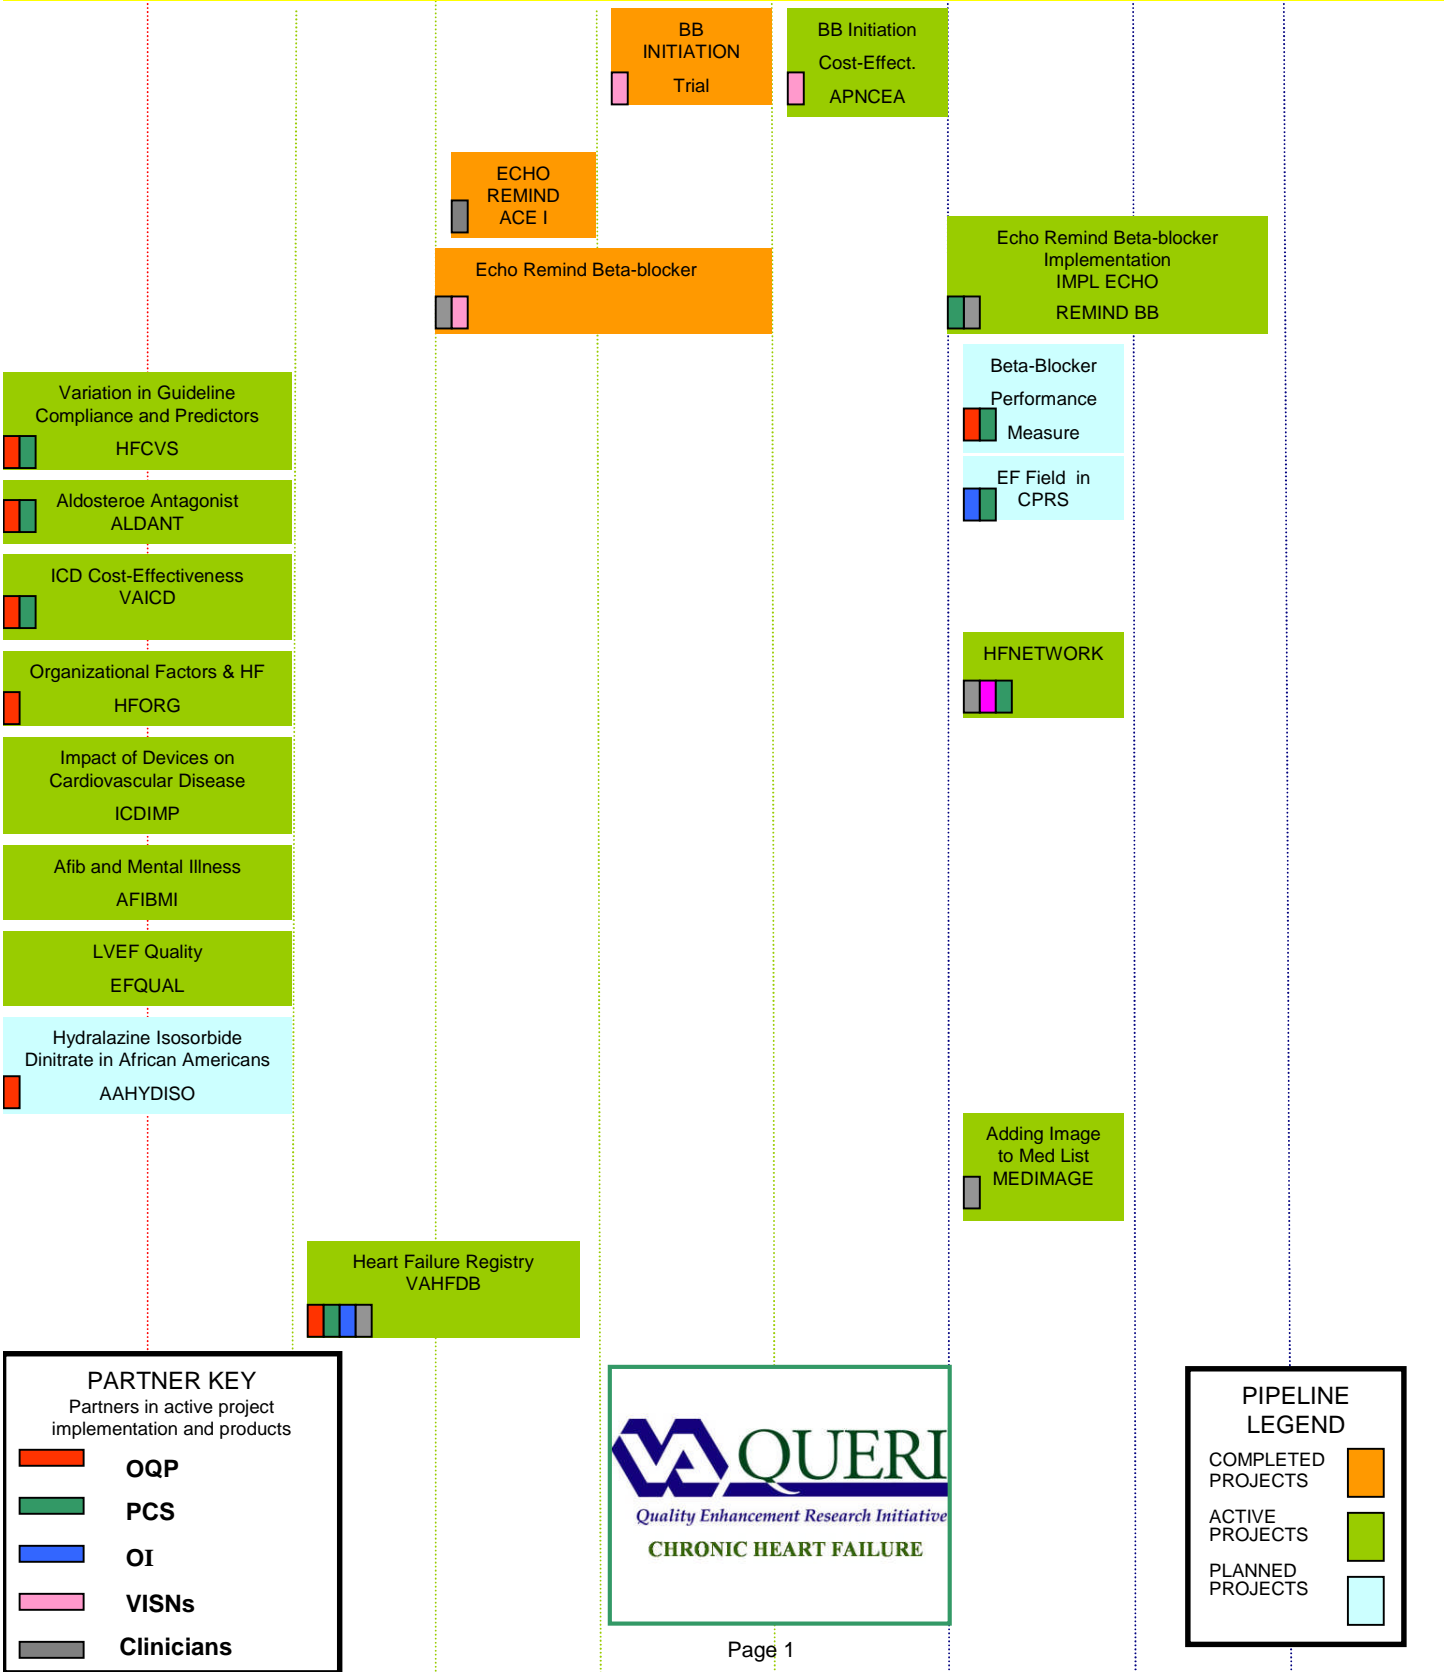 BB
INITIATION
Trial
BB Initiation
Cost-Effect.
APNCEA
ECHO
REMIND
ACE I
Echo Remind Beta-blocker
Echo Remind Beta-blocker
Implementation
IMPL ECHO
REMIND BB
Beta-Blocker
Performance
Measure
EF Field in
CPRS
Variation in Guideline
Compliance and Predictors
HFCVS
Aldosteroe Antagonist
ALDANT
ICD Cost-Effectiveness
VAICD
Organizational Factors & HF
HFORG
HFNETWORK
Impact of Devices on
Cardiovascular Disease
ICDIMP
Afib and Mental Illness
AFIBMI
LVEF Quality
EFQUAL
Hydralazine Isosorbide
Dinitrate in African Americans
AAHYDISO
Adding Image
to Med List
MEDIMAGE
Heart Failure Registry
VAHFDB
PARTNER KEY
Partners in active project
implementation and products
OQP
PCS
OI
VISNs
Clinicians
VA QUERI
Quality Enhancement Research Initiative
CHRONIC HEART FAILURE
PIPELINE
LEGEND
COMPLETED
PROJECTS
ACTIVE
PROJECTS
PLANNED
PROJECTS
Page 1